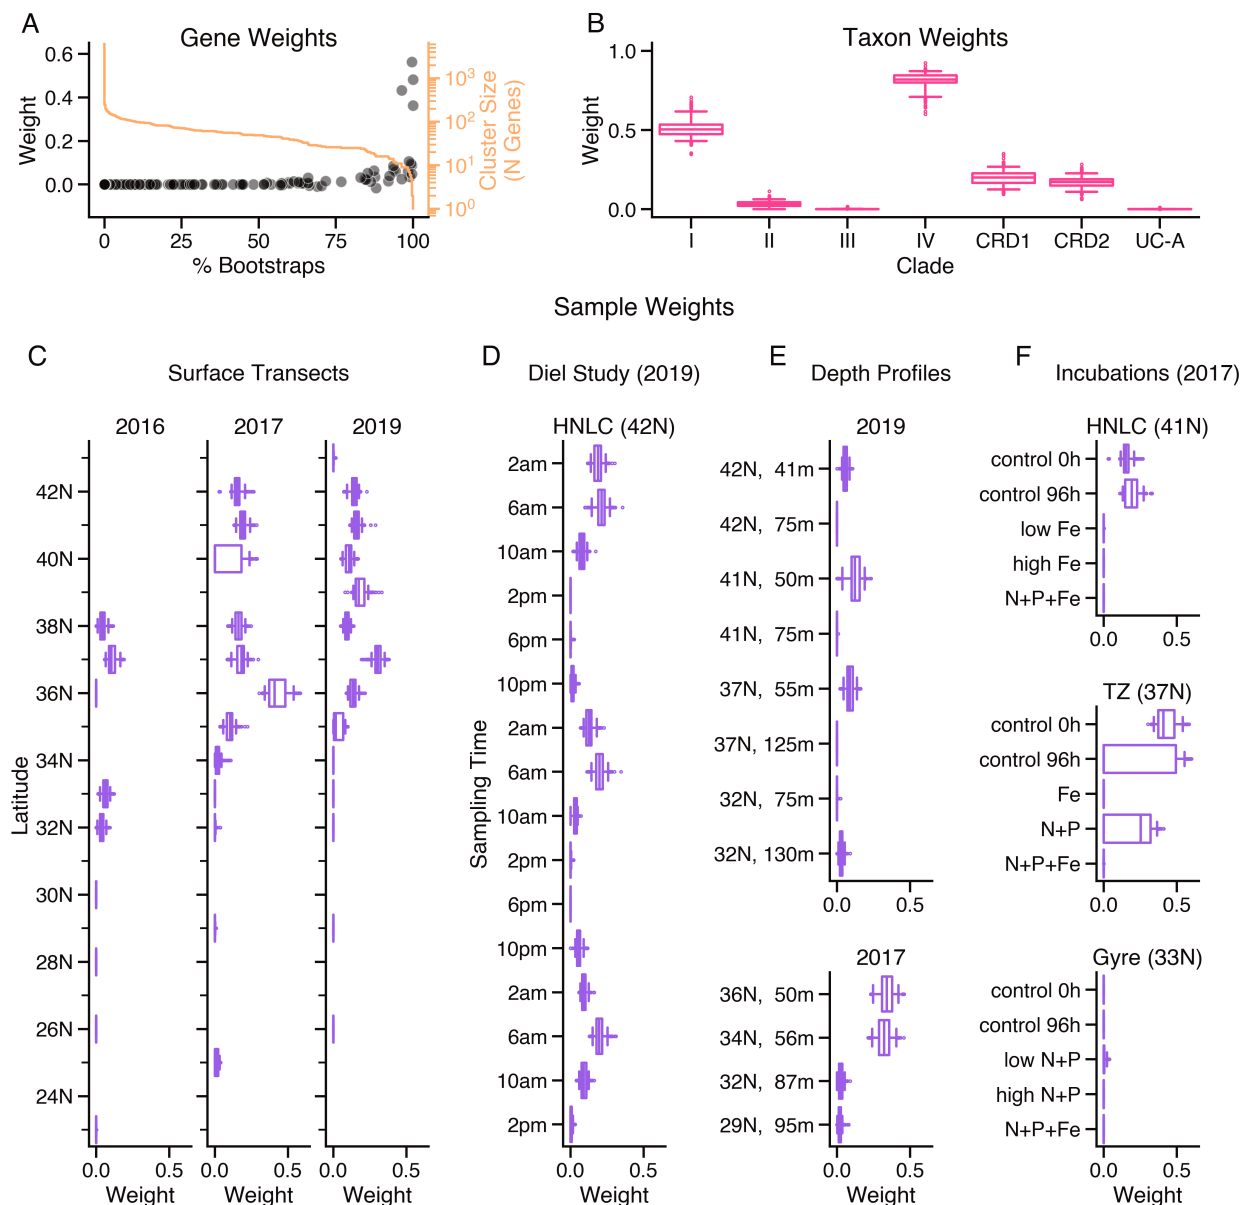 A
Gene Weights
0.6
0.4
0.2
0.0
Weight
0
25
50
75
100
% Bootstraps
10³
10²
10¹
10⁰
Cluster Size
(N Genes)
B
Taxon Weights
1.0
0.5
0.0
Weight
I
II
III
IV
CRD1
CRD2
UC-A
Clade
Sample Weights
C
Surface Transects
2016
2017
2019
42N
40N
38N
36N
34N
32N
30N
28N
26N
24N
Latitude
0.0
0.5
0.0
0.5
0.0
0.5
Weight
Weight
Weight
D
Diel Study (2019)
HNLC (42N)
2am
6am
10am
2pm
6pm
10pm
2am
6am
10am
2pm
6pm
10pm
2am
6am
10am
2pm
Sampling Time
0.0
0.5
Weight
E
Depth Profiles
2019
42N, 41m
42N, 75m
41N, 50m
41N, 75m
37N, 55m
37N, 125m
32N, 75m
32N, 130m
0.0
0.5
2017
36N, 50m
34N, 56m
32N, 87m
29N, 95m
0.0
0.5
Weight
F
Incubations (2017)
HNLC (41N)
control 0h
control 96h
low Fe
high Fe
N+P+Fe
0.0
0.5
TZ (37N)
control 0h
control 96h
Fe
N+P
N+P+Fe
0.0
0.5
Gyre (33N)
control 0h
control 96h
low N+P
high N+P
N+P+Fe
0.0
0.5
Weight